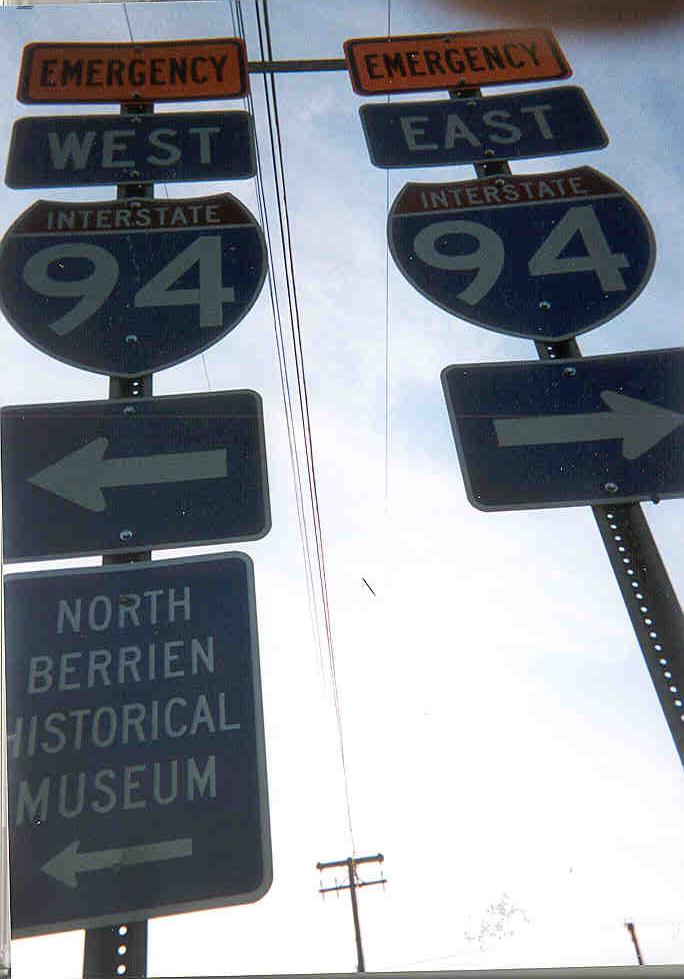 EMERGENCY
WEST
INTERSTATE
94
NORTH
BERRIEN
HISTORICAL
MUSEUM
EMERGENCY
EAST
INTERSTATE
94